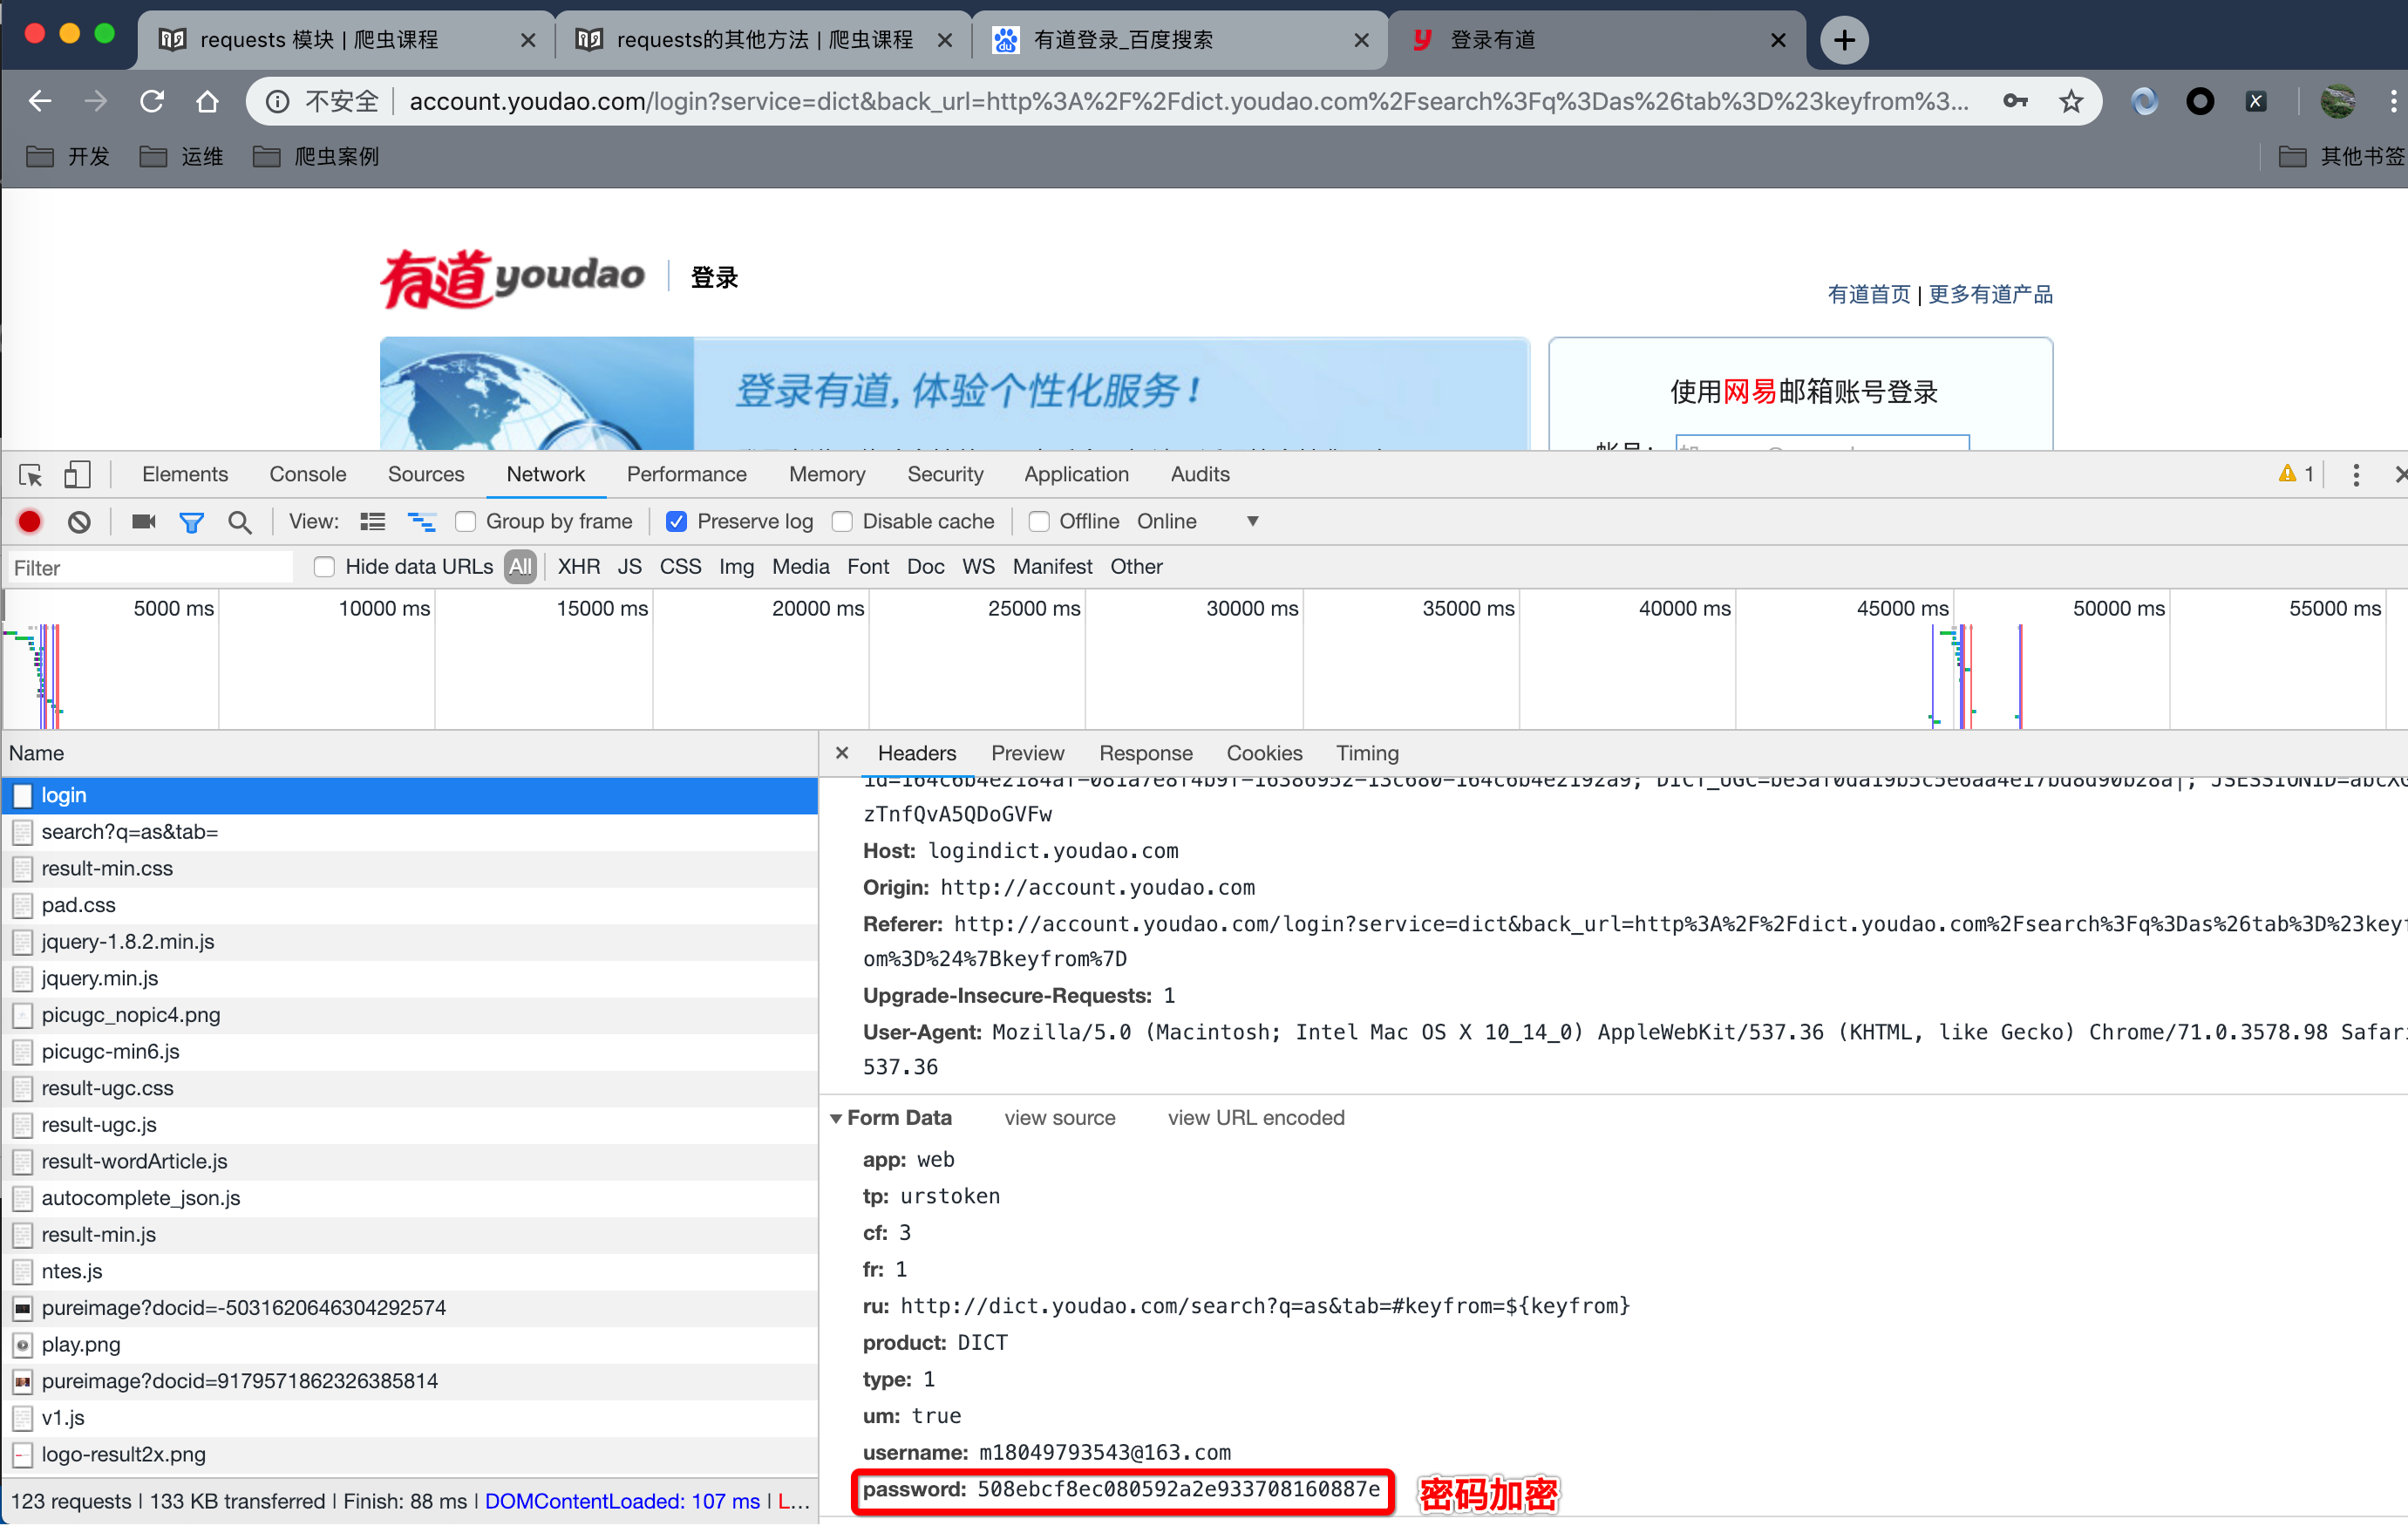 requests 模块 | 爬虫课程
requests的其他方法 | 爬虫课程
有道登录_百度搜索
登录有道
不安全
account.youdao.com/login?service=dict&back_url=http%3A%2F%2Fdict.youdao.com%2Fsearch%3Fq%3Das%26tab%3D%23keyfrom%3...
开发
运维
爬虫案例
其他书签
有道youdao
登录
有道首页 | 更多有道产品
登录有道, 体验个性化服务!
使用网易邮箱账号登录
Elements Console Sources Network Performance Memory Security Application Audits
1
View: Group by frame Preserve log Disable cache Offline Online
Filter Hide data URLs All XHR JS CSS Img Media Font Doc WS Manifest Other
5000 ms 10000 ms 15000 ms 20000 ms 25000 ms 30000 ms 35000 ms 40000 ms 45000 ms 50000 ms 55000 ms
Name
login
search?q=as&tab=
result-min.css
pad.css
jquery-1.8.2.min.js
jquery.min.js
picugc_nopic4.png
picugc-min6.js
result-ugc.css
result-ugc.js
result-wordArticle.js
autocomplete_json.js
result-min.js
ntes.js
pureimage?docid=-5031620646304292574
play.png
pureimage?docid=9179571862326385814
v1.js
logo-result2x.png
123 requests | 133 KB transferred | Finish: 88 ms | DOMContentLoaded: 107 ms | L...
Headers Preview Response Cookies Timing
zTnfQvA5QDoGVFw
Host: logindict.youdao.com
Origin: http://account.youdao.com
Referer: http://account.youdao.com/login?service=dict&back_url=http%3A%2F%2Fdict.youdao.com%2Fsearch%3Fq%3Das%26tab%3D%23keyf
om%3D%24%7Bkeyfrom%7D
Upgrade-Insecure-Requests: 1
User-Agent: Mozilla/5.0 (Macintosh; Intel Mac OS X 10_14_0) AppleWebKit/537.36 (KHTML, like Gecko) Chrome/71.0.3578.98 Safari
537.36
Form Data view source view URL encoded
app: web
tp: urstoken
cf: 3
fr: 1
ru: http://dict.youdao.com/search?q=as&tab=#keyfrom=${keyfrom}
product: DICT
type: 1
um: true
username: m18049793543@163.com
password: 508ebcf8ec080592a2e933708160887e
密码加密